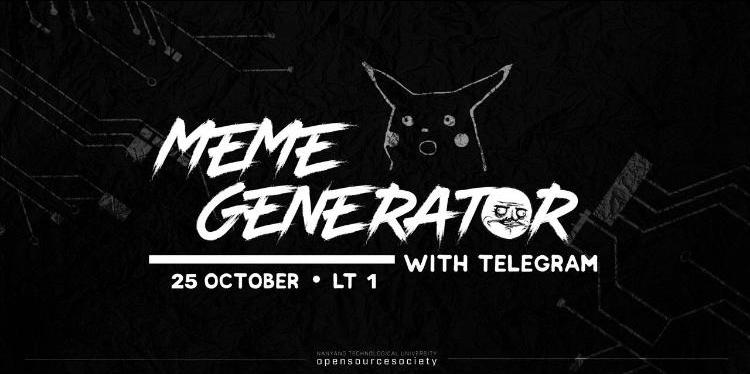 MEME
GENERATOR
WITH TELEGRAM
25 OCTOBER • LT 1
NANYANG TECHNOLOGICAL UNIVERSITY
opensourcesociety